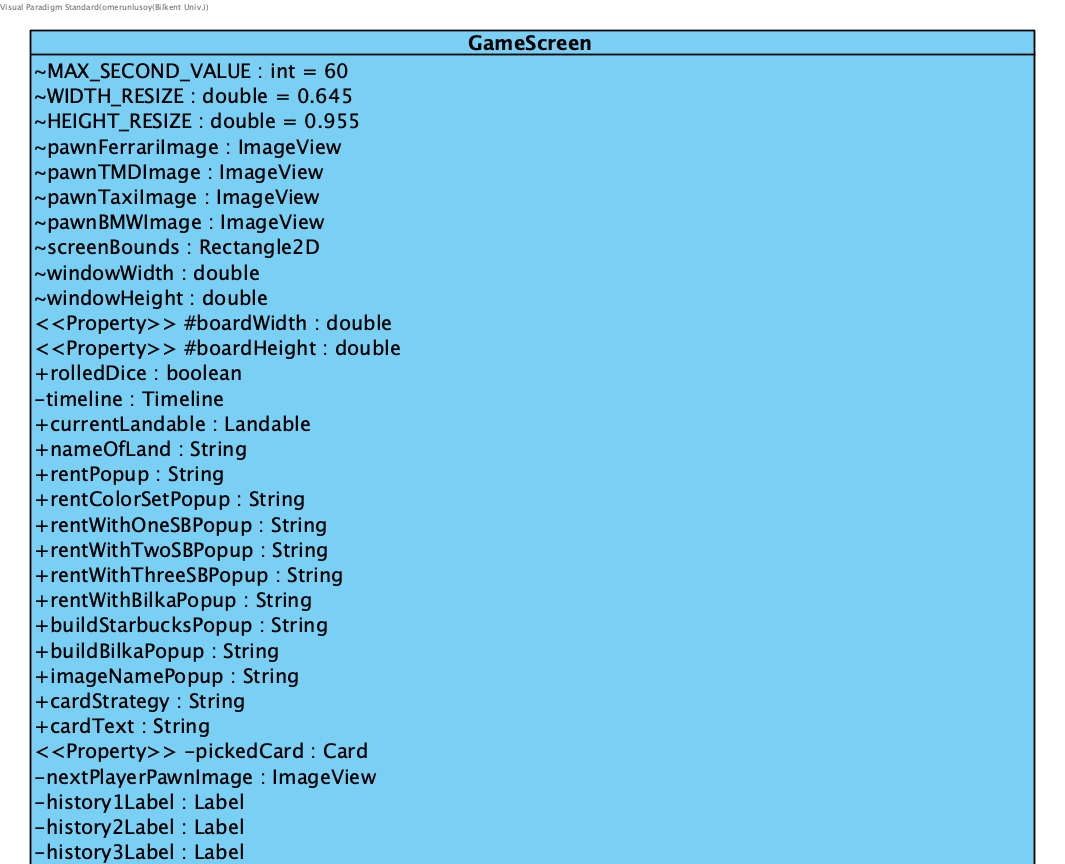 Visual Paradigm Standard(omerunlusoy(Bilkent Univ.))
GameScreen
~MAX_SECOND_VALUE : int = 60
~WIDTH_RESIZE : double = 0.645
~HEIGHT_RESIZE : double = 0.955
~pawnFerrariImage : ImageView
~pawnTMDImage : ImageView
~pawnTaxiImage : ImageView
~pawnBMWImage : ImageView
~screenBounds : Rectangle2D
~windowWidth : double
~windowHeight : double
<<Property>> #boardWidth : double
<<Property>> #boardHeight : double
+rolledDice : boolean
-timeline : Timeline
+currentLandable : Landable
+nameOfLand : String
+rentPopup : String
+rentColorSetPopup : String
+rentWithOneSBPopup : String
+rentWithTwoSBPopup : String
+rentWithThreeSBPopup : String
+rentWithBilkaPopup : String
+buildStarbucksPopup : String
+buildBilkaPopup : String
+imageNamePopup : String
+cardStrategy : String
+cardText : String
<<Property>> -pickedCard : Card
-nextPlayerPawnImage : ImageView
-history1Label : Label
-history2Label : Label
-history3Label : Label